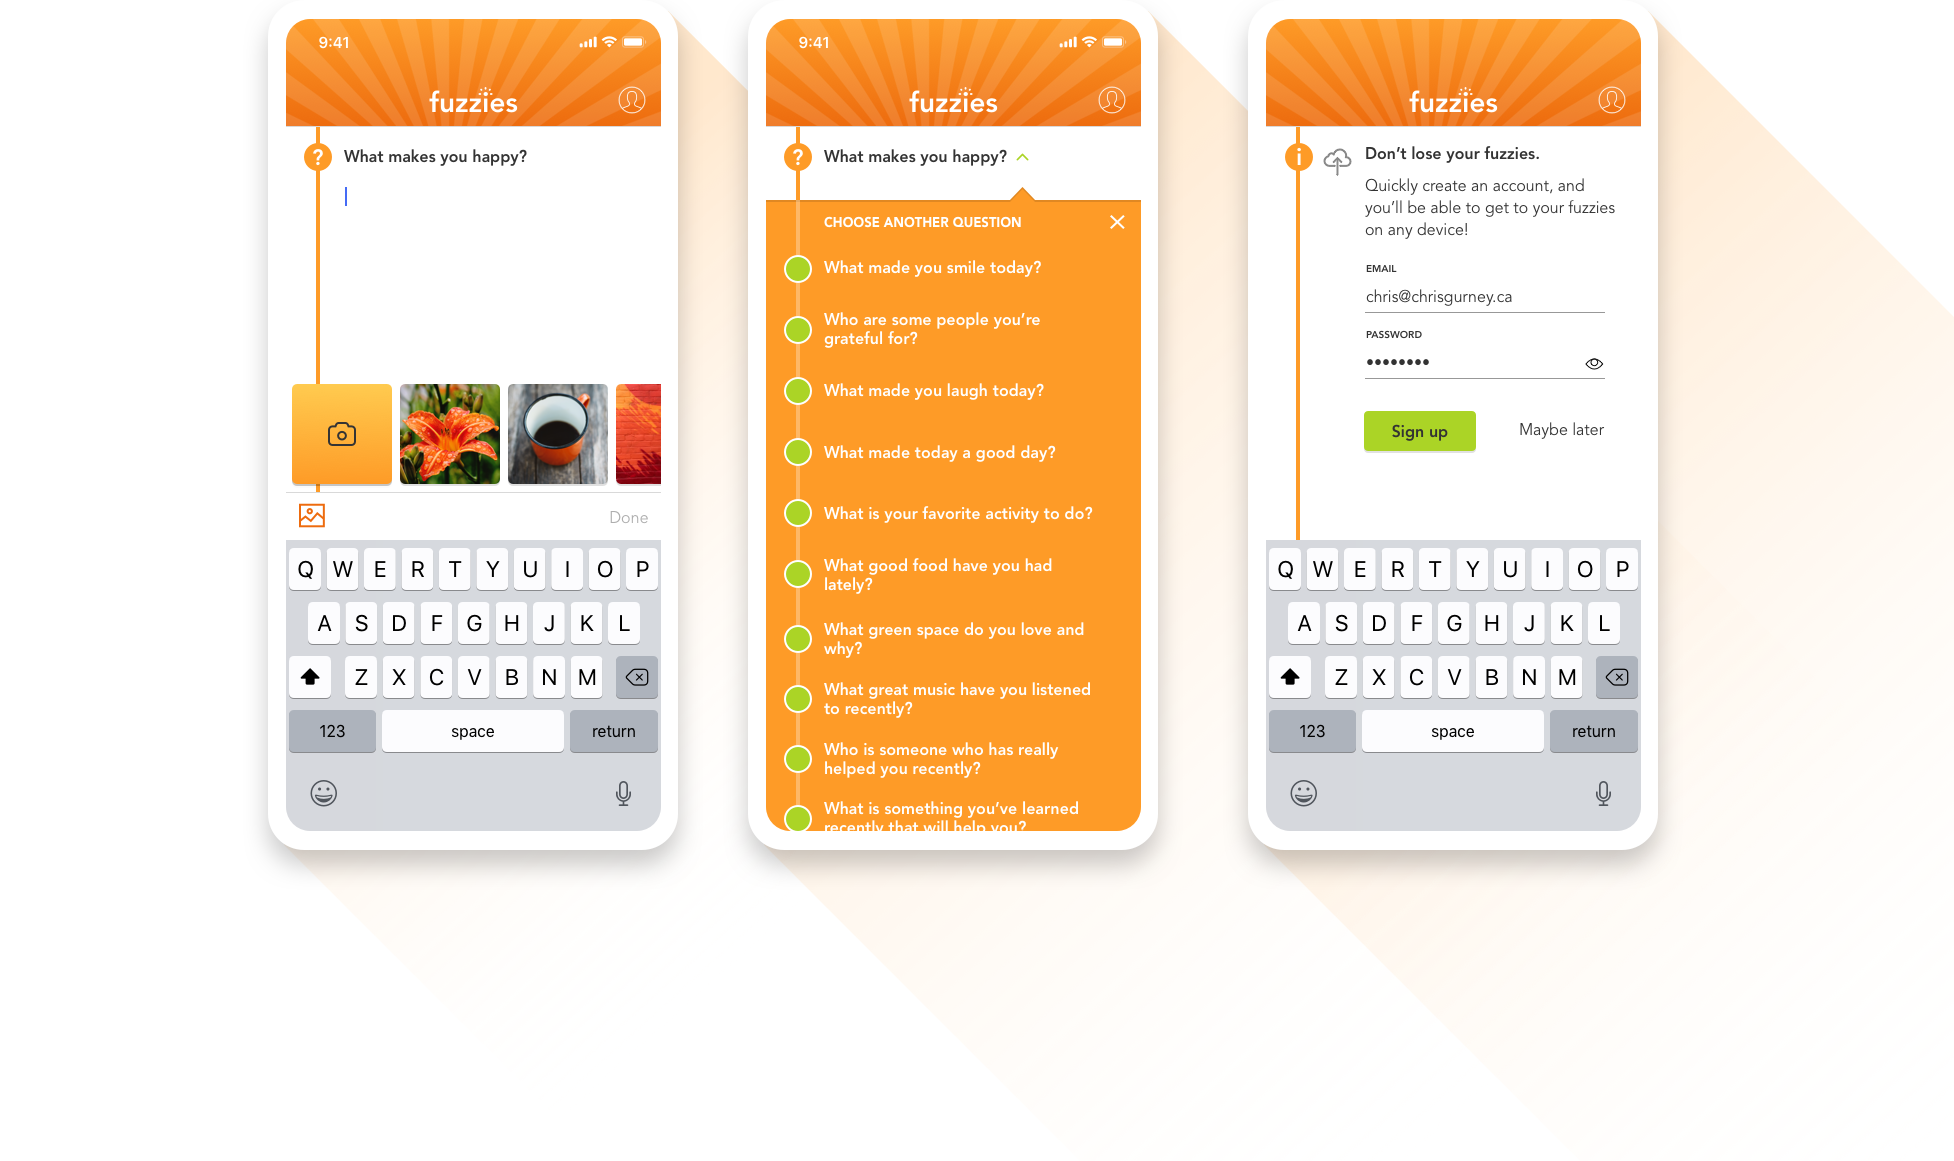 9:41
fuzzies
? What makes you happy?
Done
Q W E R T Y U I O P
A S D F G H J K L
Z X C V B N M
123 space return
9:41
fuzzies
? What makes you happy?
CHOOSE ANOTHER QUESTION
What made you smile today?
Who are some people you’re
grateful for?
What made you laugh today?
What made today a good day?
What is your favorite activity to do?
What good food have you had
lately?
What green space do you love and
why?
What great music have you listened
to recently?
Who is someone who has really
helped you recently?
What is something you’ve learned
recently that will help you?
fuzzies
i Don’t lose your fuzzies.
Quickly create an account, and
you’ll be able to get to your fuzzies
on any device!
EMAIL
chris@chrisgurney.ca
PASSWORD
••••••••
Sign up Maybe later
Q W E R T Y U I O P
A S D F G H J K L
Z X C V B N M
123 space return